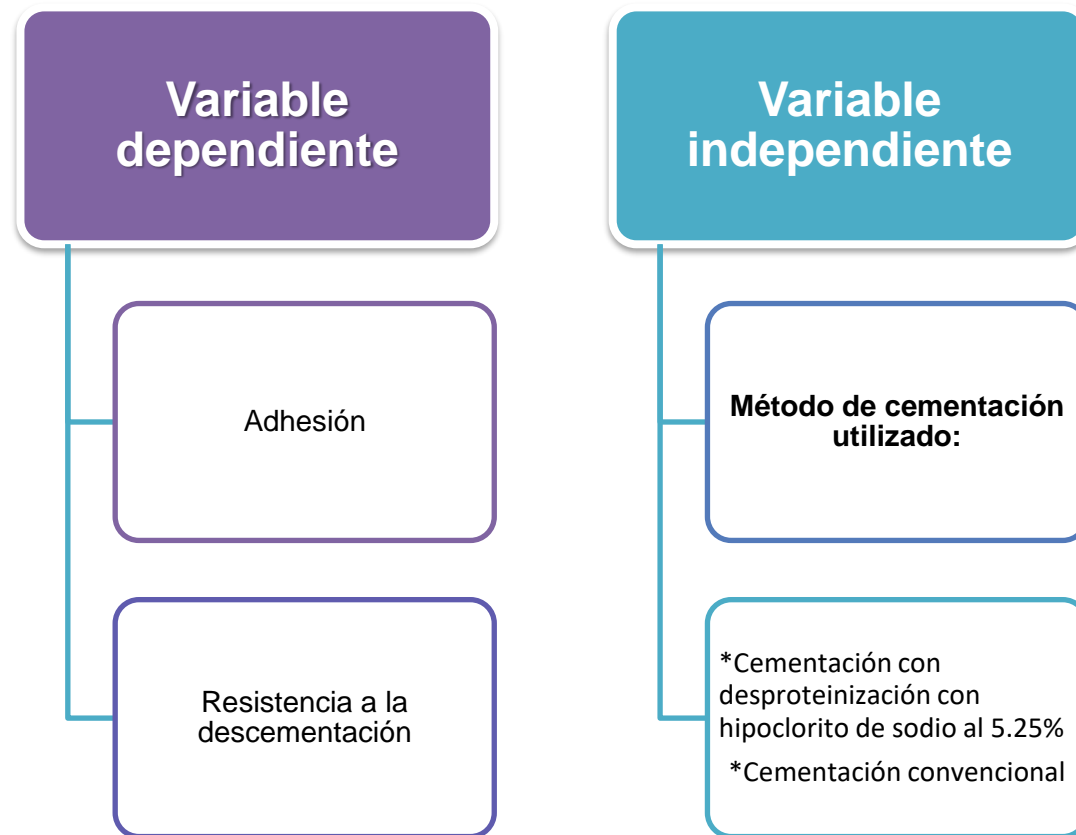 Variable
dependiente
Adhesión
Resistencia a la
descementación
Variable
independiente
Método de cementación
utilizado:
*Cementación con
desproteinización con
hipoclorito de sodio al 5.25%
*Cementación convencional